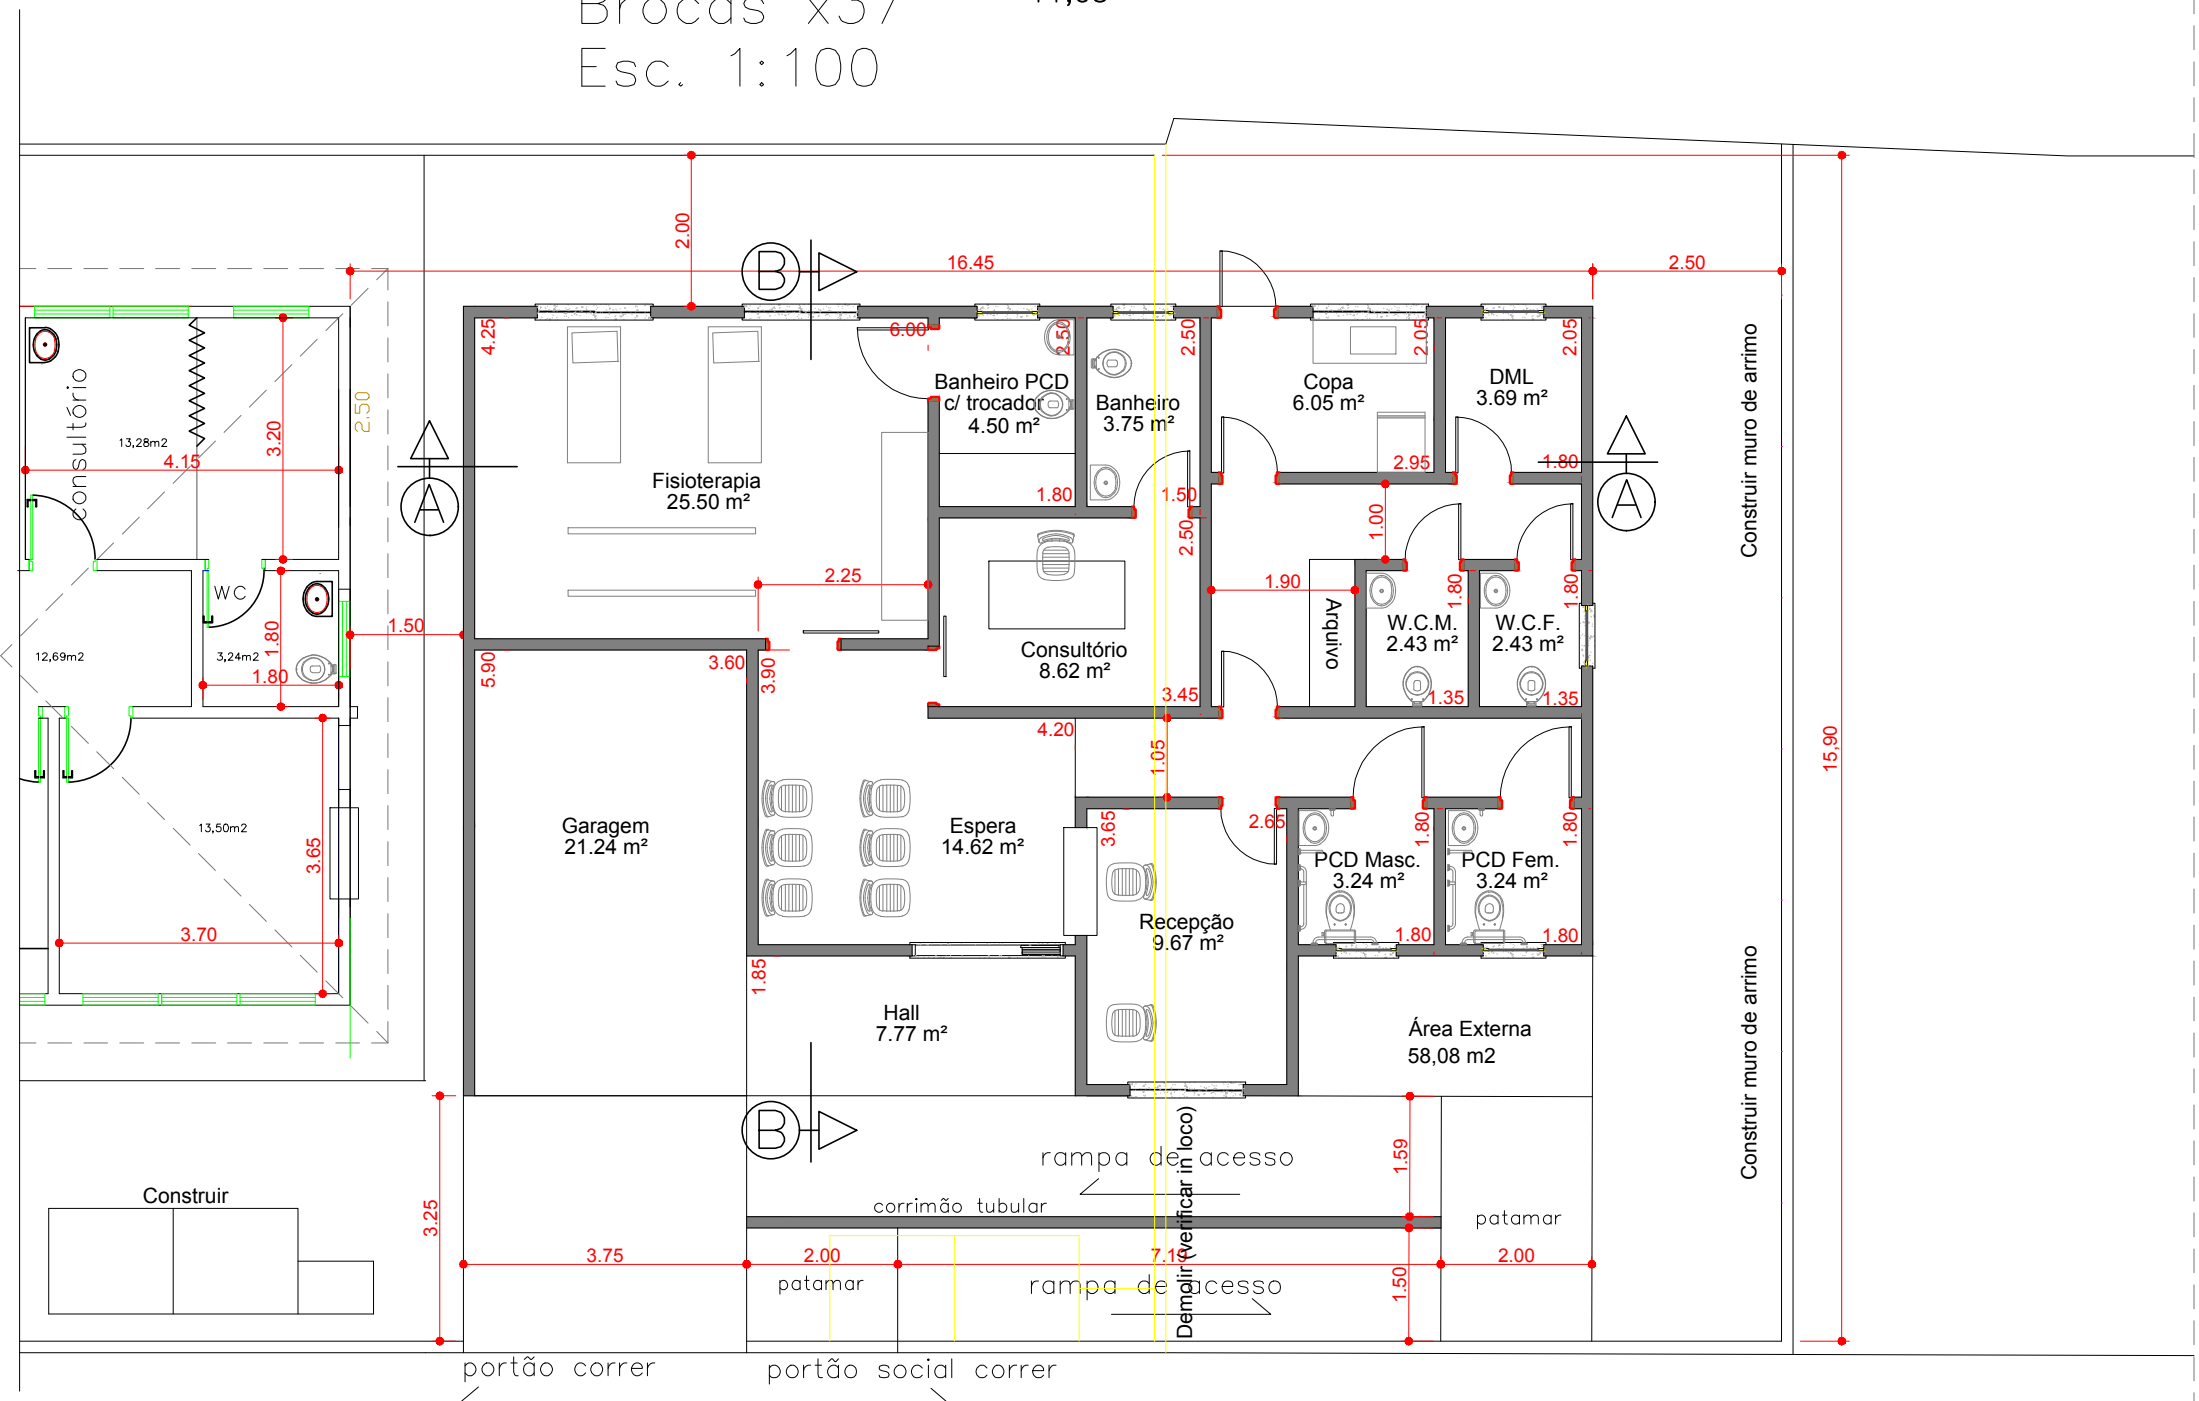 Brocas x37
Esc. 1:100
2.00
16.45
2.50
B
4.25
6.00
2.50
2.50
2.05
2.05
consultório
13,28m2
4.15
3.20
2.50
A
Fisioterapia
25.50 m²
Banheiro PCD
c/ trocador
4.50 m²
1.80
Banheiro
3.75 m²
1.50
Copa
6.05 m²
2.95
DML
3.69 m²
1.80
A
Construir muro de arrimo
2.25
2.50
1.00
1.90
Arquivo
Consultório
8.62 m²
3.45
W.C.M.
2.43 m²
1.80
1.35
W.C.F.
2.43 m²
1.80
1.35
WC
12,69m2
3,24m2
1.80
1.80
1.50
5.90
3.60
3.90
4.20
1.05
15,90
13,50m2
3.65
3.70
Garagem
21.24 m²
Espera
14.62 m²
3.65
2.65
Recepção
9.67 m²
PCD Masc.
3.24 m²
1.80
1.80
PCD Fem.
3.24 m²
1.80
1.80
1.85
Hall
7.77 m²
Área Externa
58,08 m2
Construir muro de arrimo
B
rampa de acesso
corrimão tubular
1.59
patamar
Construir
3.25
3.75
2.00
7.19
2.00
patamar
rampa de acesso
1.50
Demolir (verificar in loco)
portão correr
portão social correr